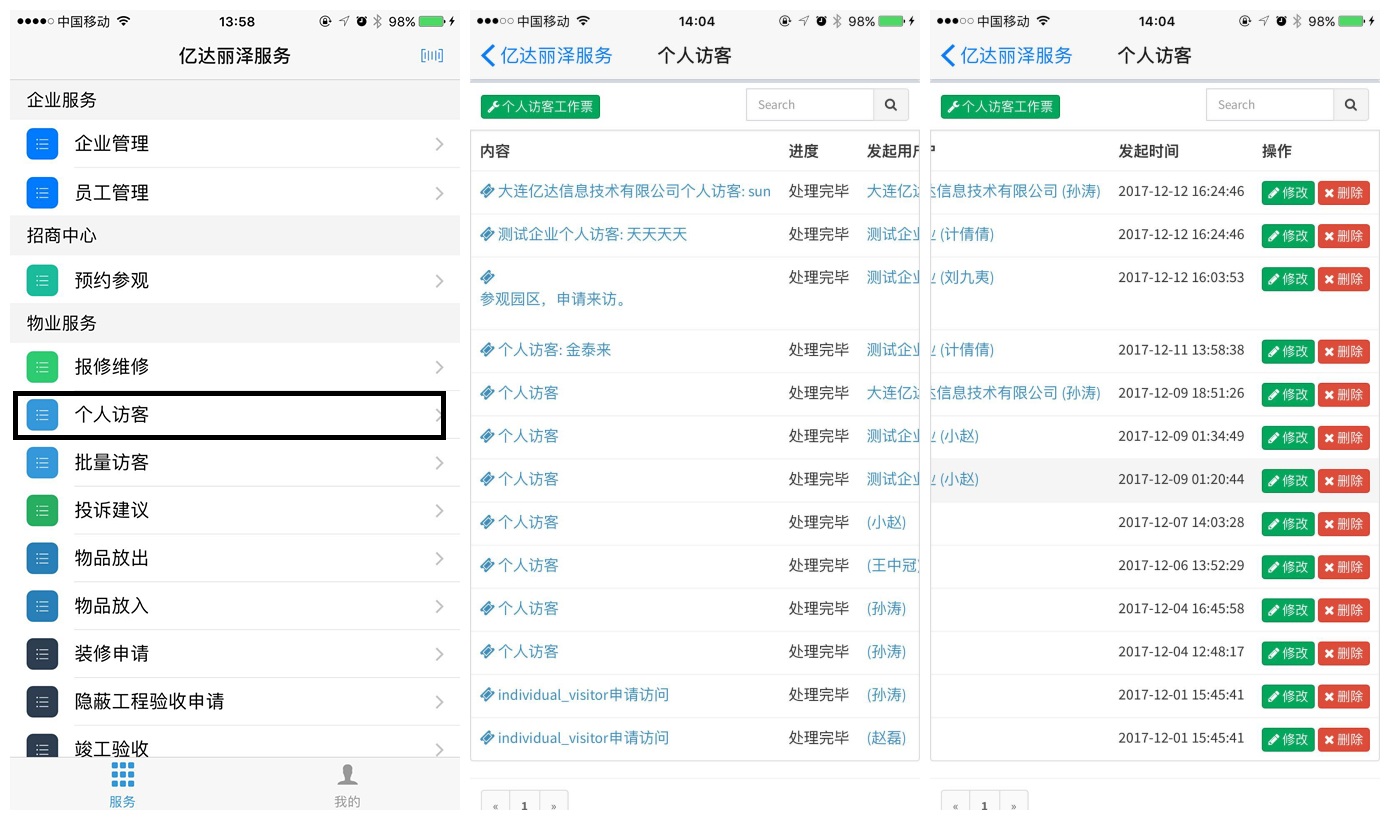 中国移动 13:58 98%
亿达丽泽服务
企业服务
企业管理
员工管理
招商中心
预约参观
物业服务
报修维修
个人访客
批量访客
投诉建议
物品放出
物品放入
装修申请
隐蔽工程验收申请
竣工验收
服务 我的
中国移动 14:04 98%
亿达丽泽服务 个人访客
个人访客工作票 Search
内容 进度 发起用户
大连亿达信息技术有限公司个人访客: sun 处理完毕 大连亿达
测试企业个人访客: 天天天天 处理完毕 测试企业
处理完毕 测试企业
参观园区，申请来访。
个人访客: 金泰来 处理完毕 测试企业
个人访客 处理完毕 大连亿达
个人访客 处理完毕 测试企业
个人访客 处理完毕 测试企业
个人访客 处理完毕 (小赵)
个人访客 处理完毕 (王中冠)
个人访客 处理完毕 (孙涛)
个人访客 处理完毕 (孙涛)
individual_visitor申请访问 处理完毕 (孙涛)
individual_visitor申请访问 处理完毕 (赵磊)
« 1 »
中国移动 14:04 98%
亿达丽泽服务 个人访客
个人访客工作票 Search
户 发起时间 操作
达信息技术有限公司 (孙涛) 2017-12-12 16:24:46 修改 删除
业 (计倩倩) 2017-12-12 16:24:46 修改 删除
业 (刘九夷) 2017-12-12 16:03:53 修改 删除
业 (计倩倩) 2017-12-11 13:58:38 修改 删除
达信息技术有限公司 (孙涛) 2017-12-09 18:51:26 修改 删除
业 (小赵) 2017-12-09 01:34:49 修改 删除
业 (小赵) 2017-12-09 01:20:44 修改 删除
2017-12-07 14:03:28 修改 删除
2017-12-06 13:52:29 修改 删除
2017-12-04 16:45:58 修改 删除
2017-12-04 12:48:17 修改 删除
2017-12-01 15:45:41 修改 删除
2017-12-01 15:45:41 修改 删除
« 1 »